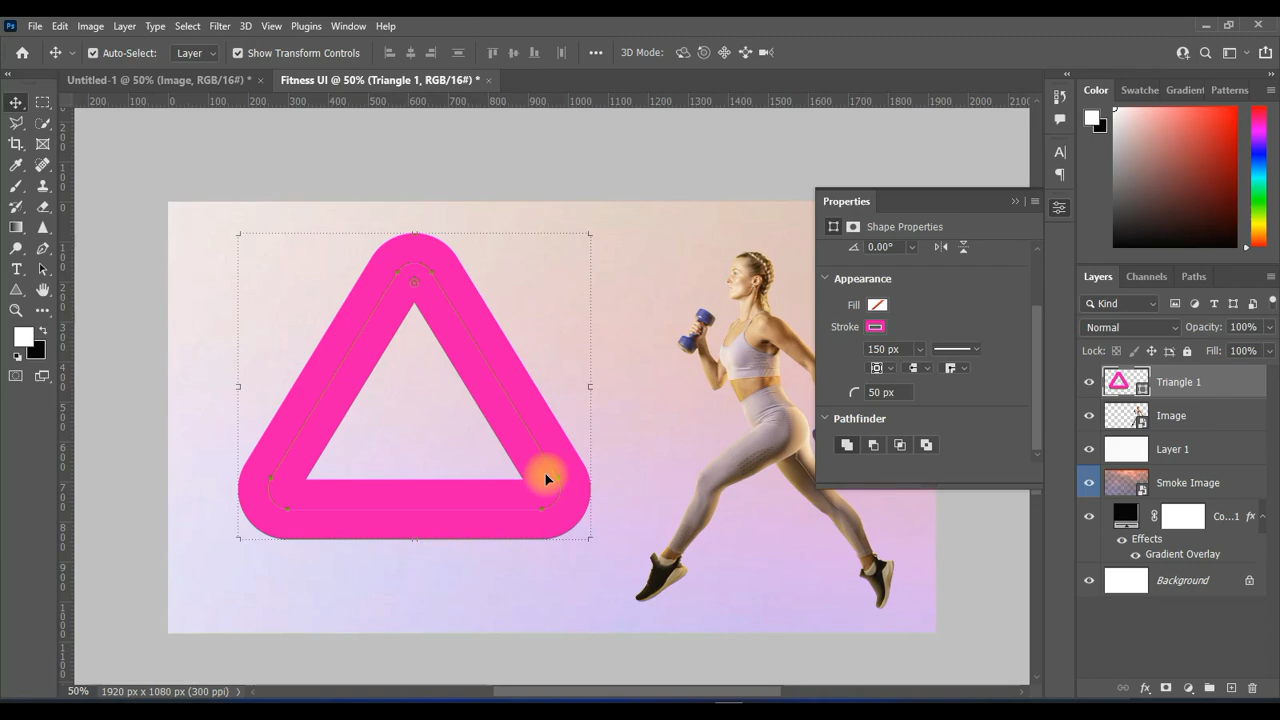 Ps File Edit Image Layer Type Select Filter 3D View Plugins Window Help
Auto-Select: Layer Show Transform Controls 3D Mode:
Untitled-1 @ 50% (Image, RGB/16#) * × Fitness UI @ 50% (Triangle 1, RGB/16#) * ×
200 100 0 100 200 300 400 500 600 700 800 900 1000 1100 1200 1300 1400 1500 1600 1700 1800 1900 2000 2100
Color Swatche Gradient Patterns
Properties
Shape Properties
0.00°
Appearance
Fill
Stroke
150 px
50 px
Pathfinder
Layers Channels Paths
Kind
Normal Opacity: 100%
Lock: Fill: 100%
Triangle 1
Image
Layer 1
Smoke Image
Co...1 fx
Effects
Gradient Overlay
Background
50% 1920 px x 1080 px (300 ppi)
fx